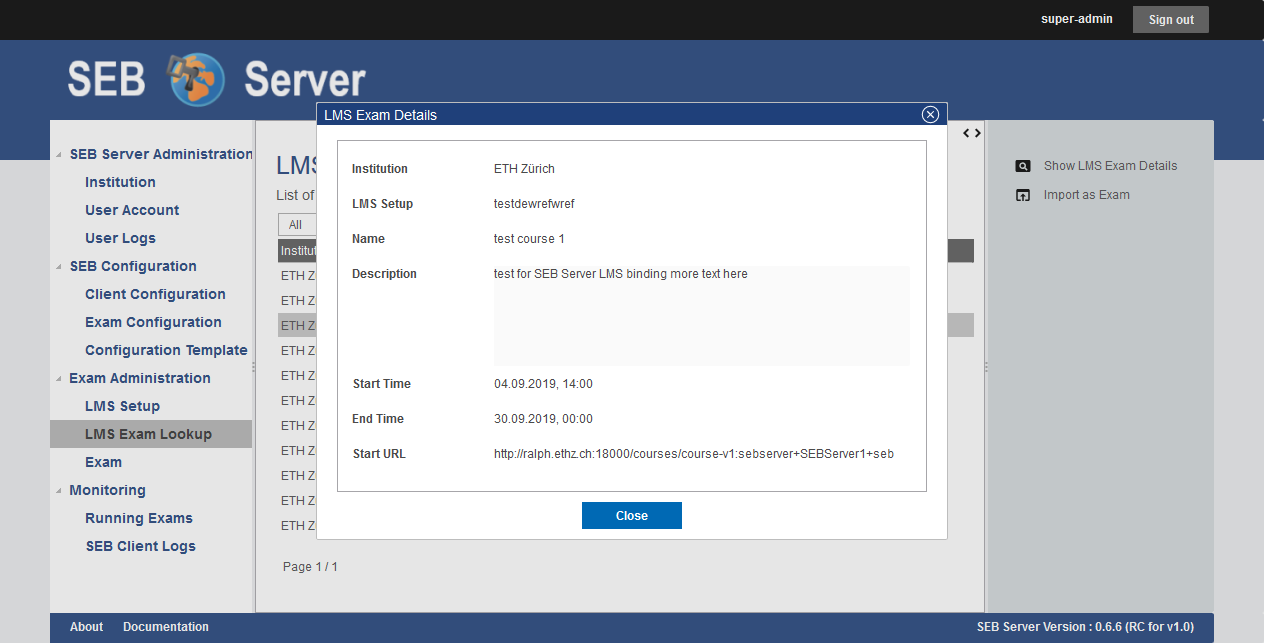 super-admin
Sign out
SEB Server
LMS Exam Details
SEB Server Administration
Institution
User Account
User Logs
SEB Configuration
Client Configuration
Exam Configuration
Configuration Template
Exam Administration
LMS Setup
LMS Exam Lookup
Exam
Monitoring
Running Exams
SEB Client Logs
LMS
List of
All
Institut
ETH Z
ETH Z
ETH Z
ETH Z
ETH Z
ETH Z
ETH Z
ETH Z
ETH Z
ETH Z
ETH Z
Page 1 / 1
Institution ETH Zürich
LMS Setup testdewrefwref
Name test course 1
Description test for SEB Server LMS binding more text here
Start Time 04.09.2019, 14:00
End Time 30.09.2019, 00:00
Start URL http://ralph.ethz.ch:18000/courses/course-v1:sebserver+SEBServer1+seb
Close
Show LMS Exam Details
Import as Exam
About Documentation
SEB Server Version : 0.6.6 (RC for v1.0)